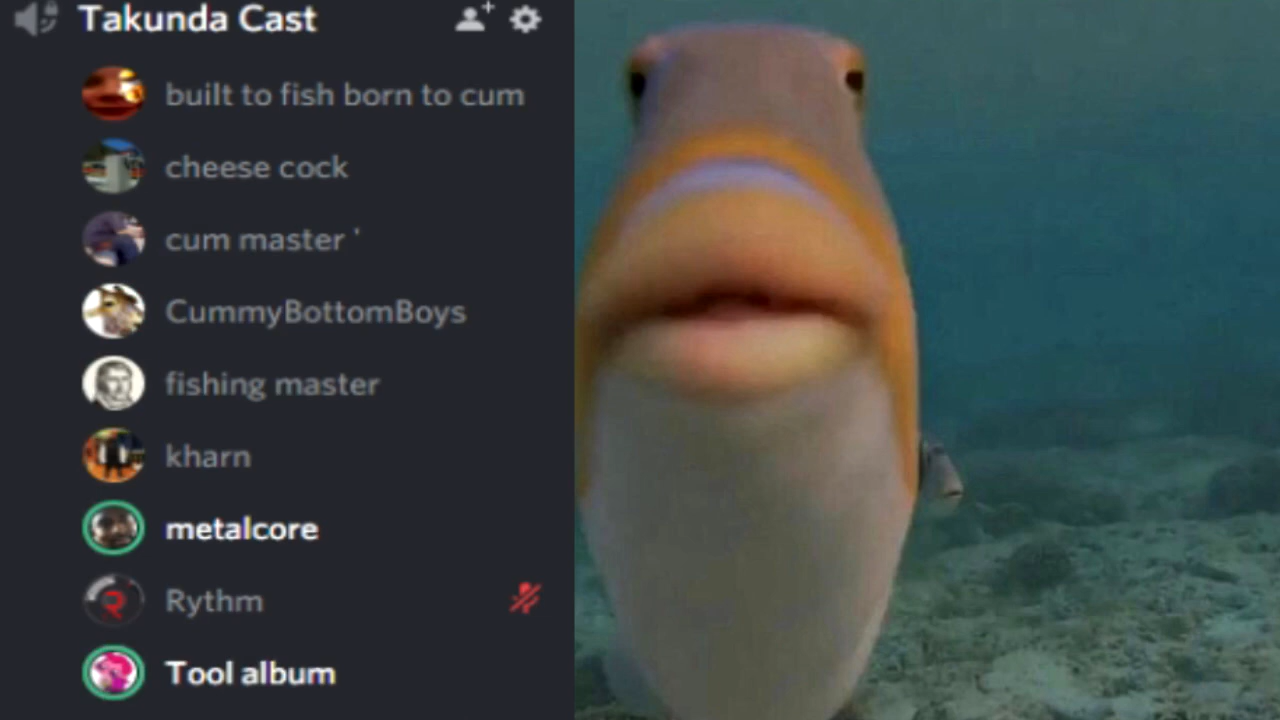 Takunda Cast
built to fish born to cum
cheese cock
cum master '
CummyBottomBoys
fishing master
kharn
metalcore
Rythm
Tool album